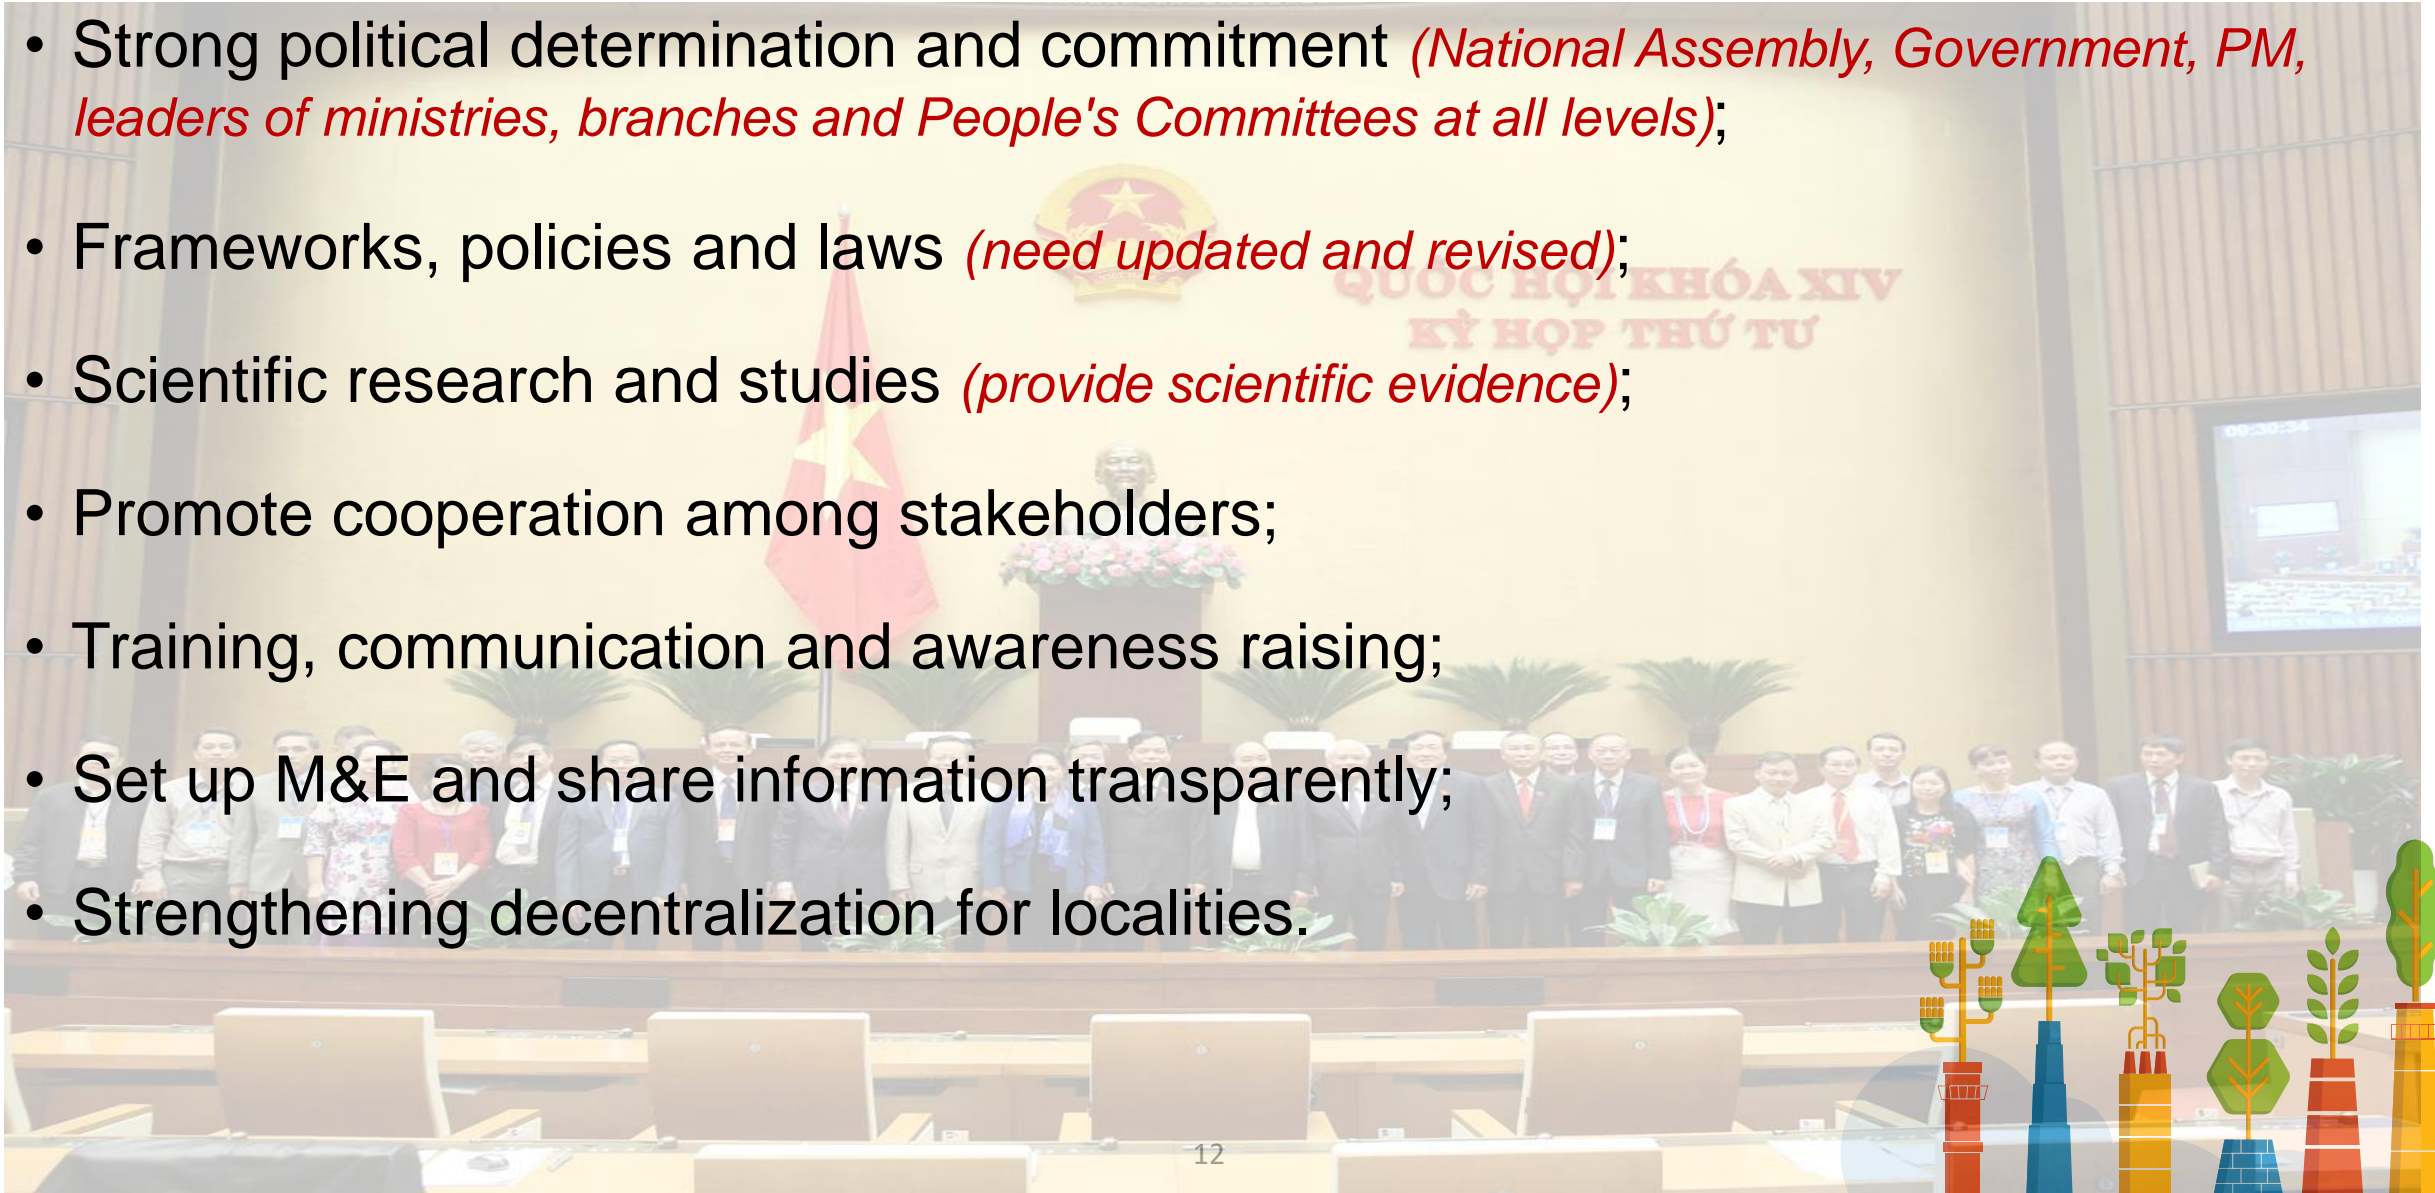 • Strong political determination and commitment (National Assembly, Government, PM,
leaders of ministries, branches and People's Committees at all levels);
• Frameworks, policies and laws (need updated and revised);
QUỐC HỘI KHÓA XIV
KỲ HỌP THỨ TƯ
• Scientific research and studies (provide scientific evidence);
09:30:34
• Promote cooperation among stakeholders;
• Training, communication and awareness raising;
• Set up M&E and share information transparently;
• Strengthening decentralization for localities.
12